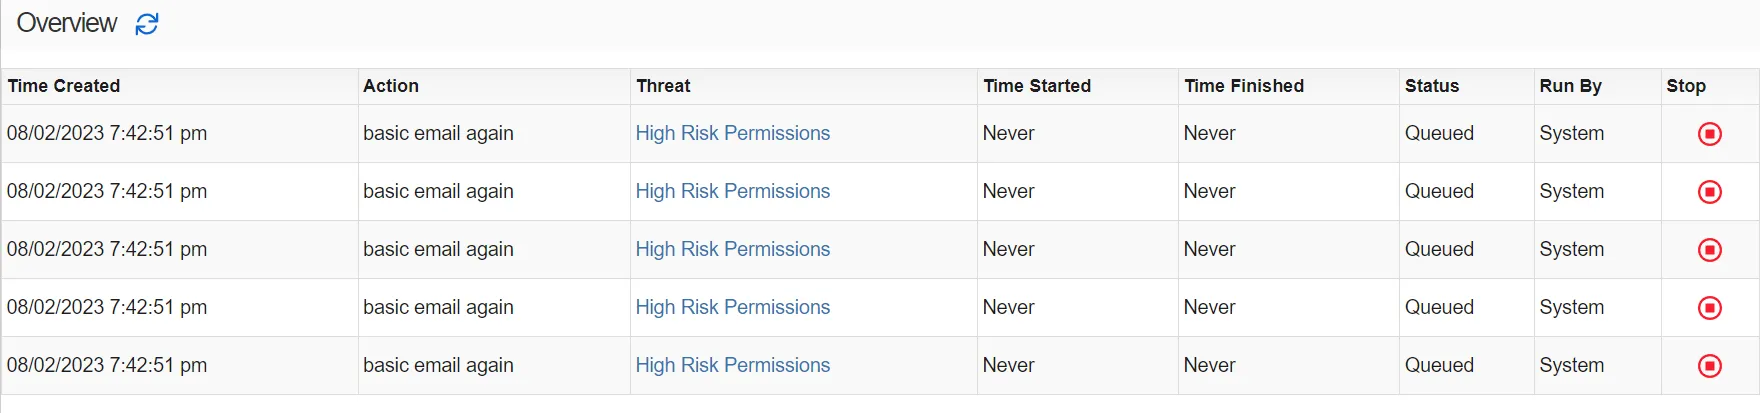 Overview
Time Created Action Threat Time Started Time Finished Status Run By Stop
08/02/2023 7:42:51 pm basic email again High Risk Permissions Never Never Queued System
08/02/2023 7:42:51 pm basic email again High Risk Permissions Never Never Queued System
08/02/2023 7:42:51 pm basic email again High Risk Permissions Never Never Queued System
08/02/2023 7:42:51 pm basic email again High Risk Permissions Never Never Queued System
08/02/2023 7:42:51 pm basic email again High Risk Permissions Never Never Queued System